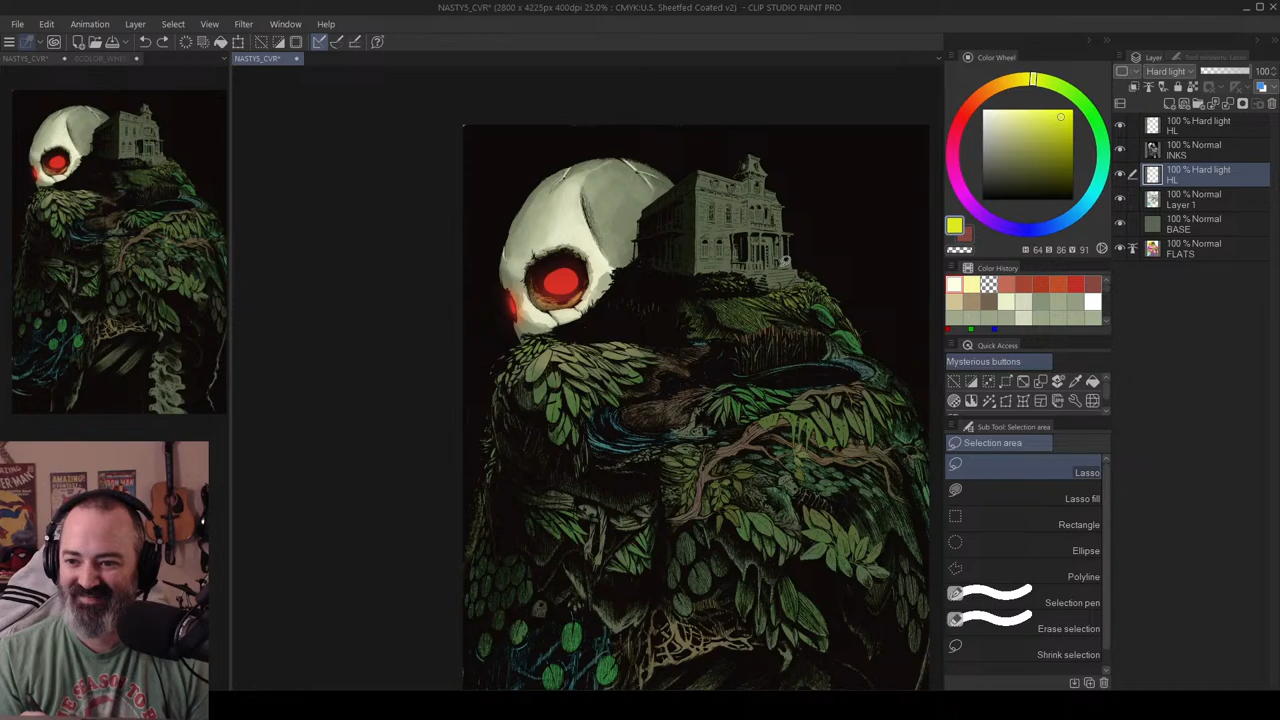 NASTY5_CVR* (2800 x 4225px 400dpi 25.0% : CMYK:U.S. Sheetfed Coated v2) - CLIP STUDIO PAINT PRO
File Edit Animation Layer Select View Filter Window Help
NASTY5_CVR* NASTY5_CVR*
Color Wheel
H 64 S 86 V 91
Color History
Quick Access
Mysterious buttons
Sub Tool: Selection area
Selection area
Lasso
Lasso fill
Rectangle
Ellipse
Polyline
Selection pen
Erase selection
Shrink selection
Layer
Hard light 100
100 % Hard light
HL
100 % Normal
INKS
100 % Hard light
HL
100 % Normal
Layer 1
100 % Normal
BASE
100 % Normal
FLATS
AMAZING